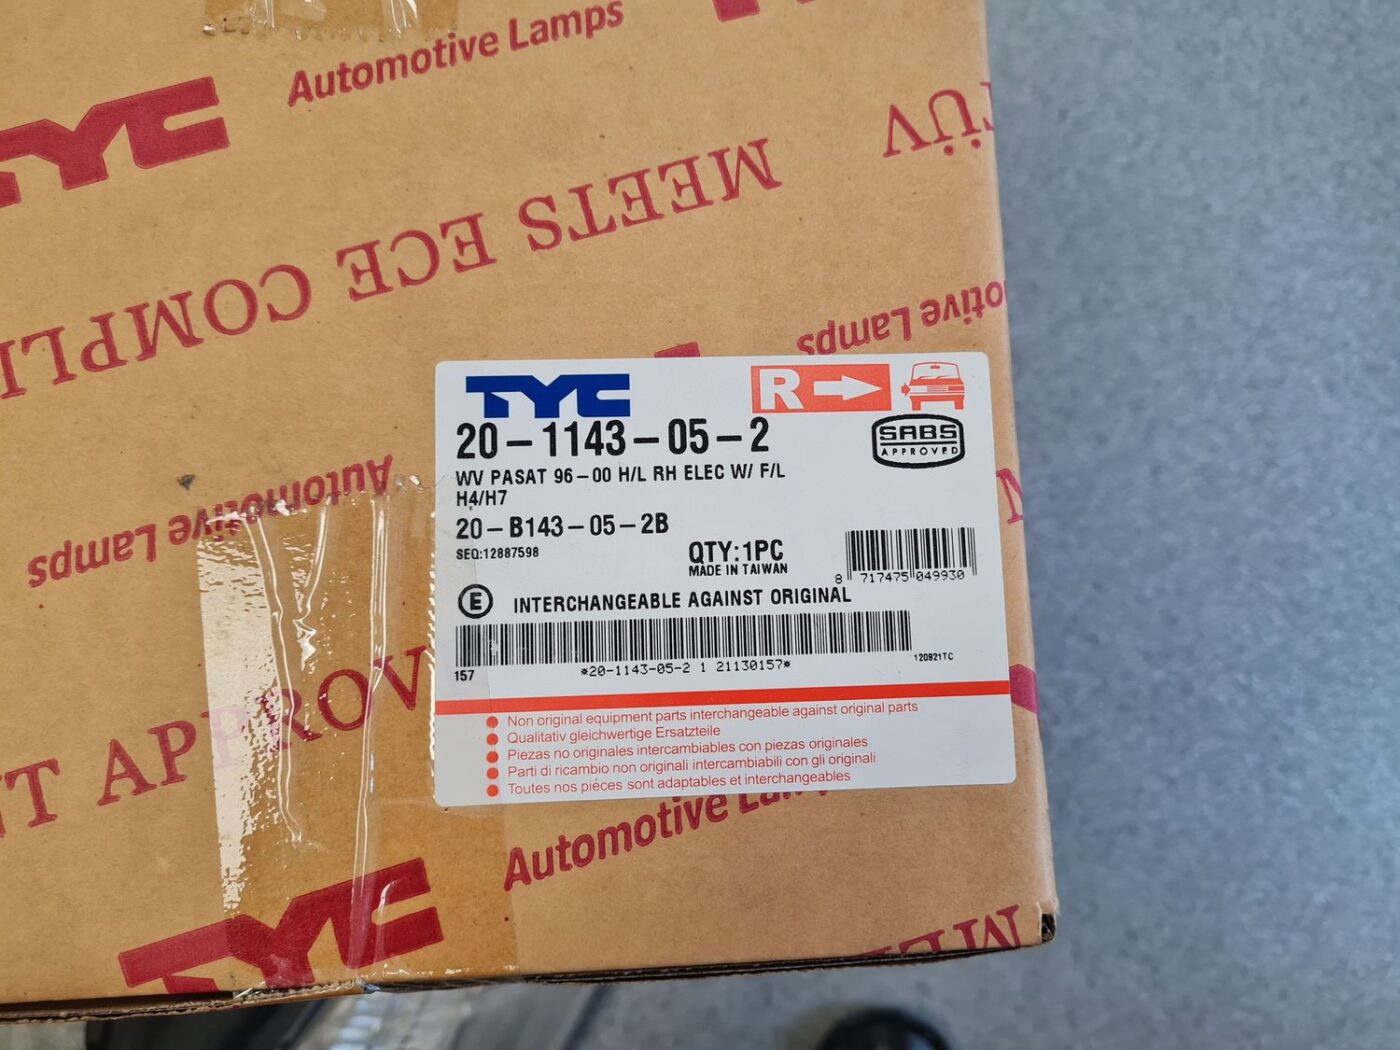 Automotive Lamps
TYC
TÜV
MEETS ECE COMPLI
Automotive Lamps
TYC
R
20-1143-05-2
SABS
APPROVED
WV PASAT 96-00 H/L RH ELEC W/ F/L
H4/H7
20-B143-05-2B
SEQ:12887598
QTY:1PC
MADE IN TAIWAN
8 717475 049930
E INTERCHANGEABLE AGAINST ORIGINAL
157
*20-1143-05-2 1 21130157*
120921TC
Non original equipment parts interchangeable against original parts
Qualitativ gleichwertige Ersatzteile
Piezas no originales intercambiables con piezas originales
Parti di ricambio non originali intercambiabili con gli originali
Toutes nos piéces sont adaptables et interchangeables
Automotive Lamps
NT APPROV
Automotive La
TYC